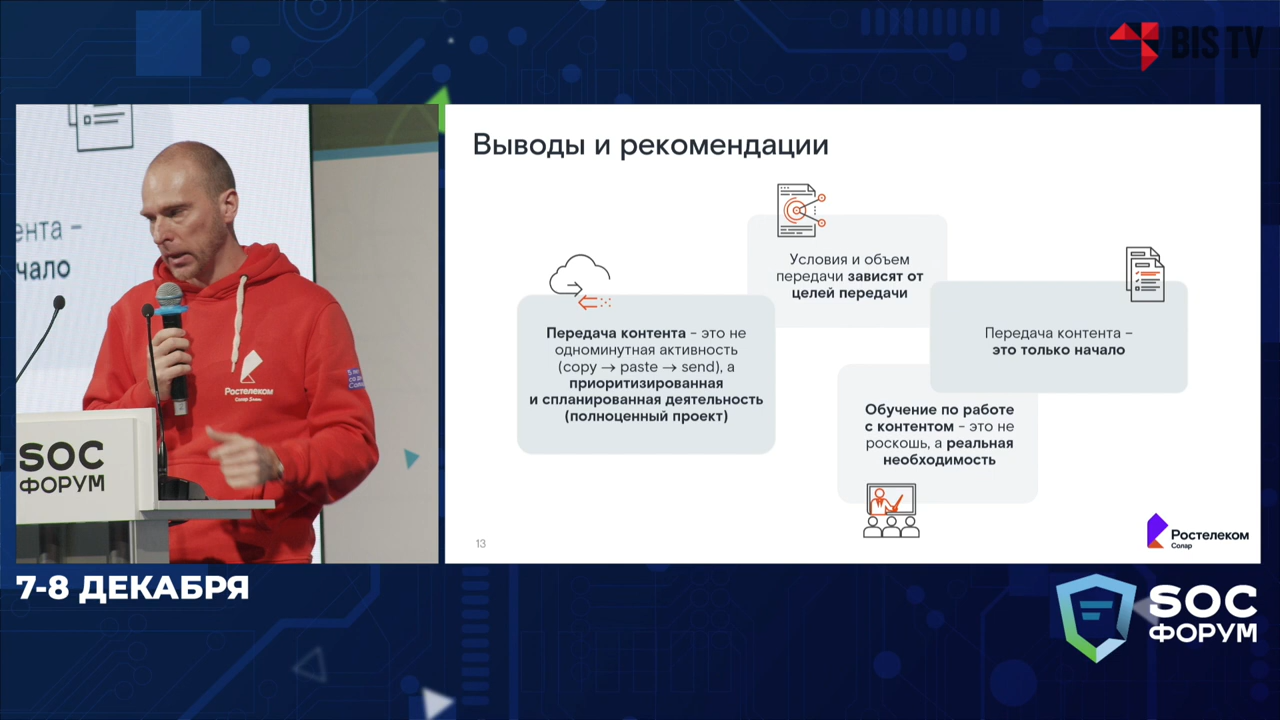 BIS TV
ента –
чало
Ростелеком
Солар
SOC
ФОРУМ
Выводы и рекомендации
Передача контента – это не
одноминутная активность
(copy → paste → send), а
приоритизированная
и спланированная деятельность
(полноценный проект)
Условия и объем
передачи зависят от
целей передачи
Передача контента –
это только начало
Обучение по работе
с контентом – это не
роскошь, а реальная
необходимость
13
Ростелеком
Солар
7-8 ДЕКАБРЯ
SOC
ФОРУМ